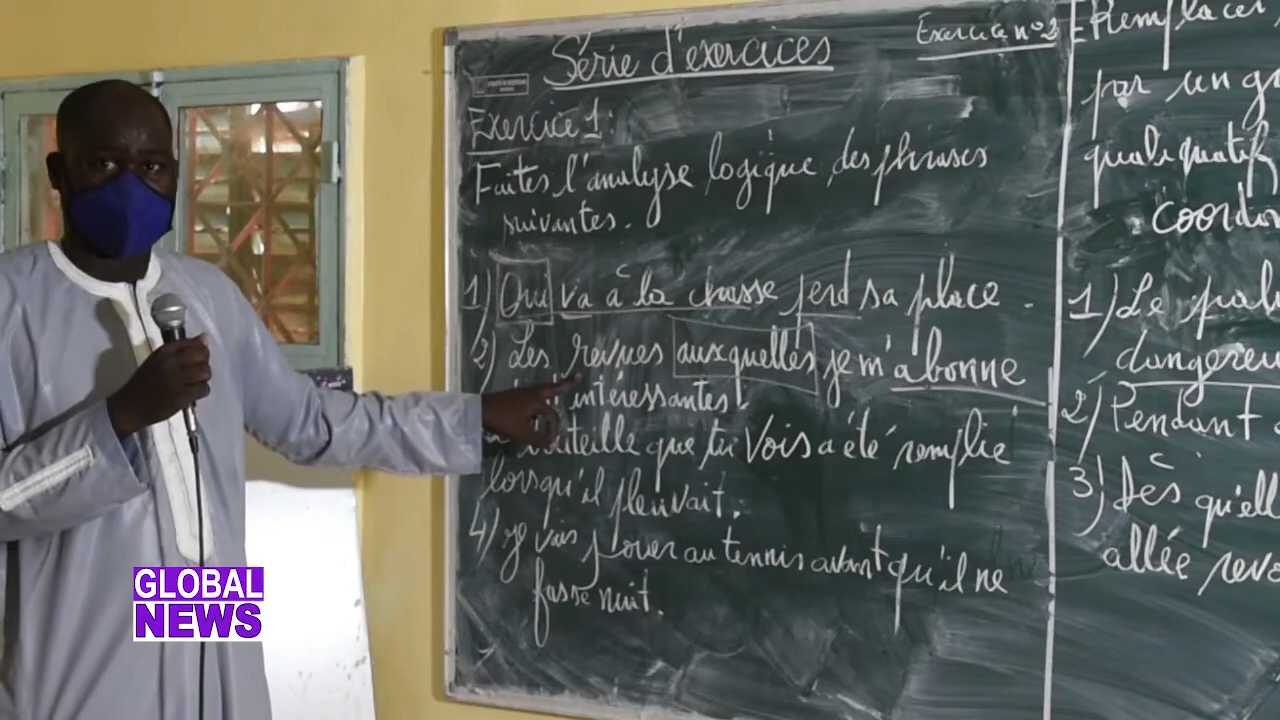 Série d'exercices
Exercice 1:
Faites l'analyse logique des phrases
suivantes.
1) Qui va à la chasse perd sa place.
2) Les revues auxquelles je m'abonne
intéressantes.
que tu vois a été remplie
lorsqu'il pleuvait.
4) Je vais jouer au tennis avant qu'il ne
fasse nuit.
Exercice n°2
Remplacer
par un
qualificatif
1) Le
2) Pendant
3) Dès qu'elle
allée
GLOBAL
NEWS